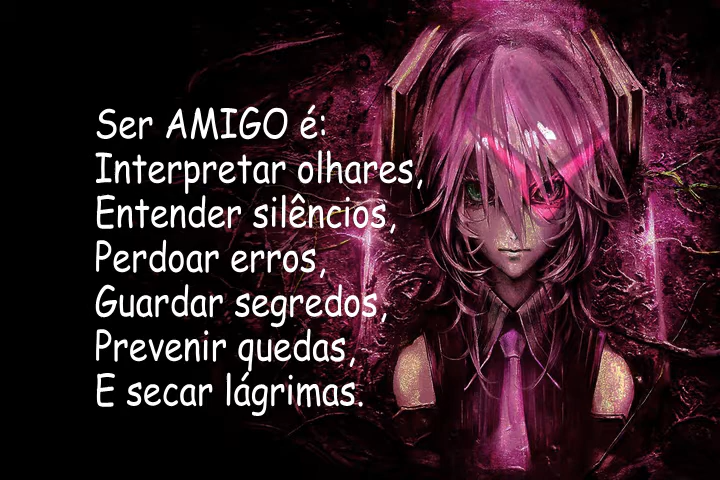 Ser AMIGO é:
Interpretar olhares,
Entender silêncios,
Perdoar erros,
Guardar segredos,
Prevenir quedas,
E secar lágrimas.